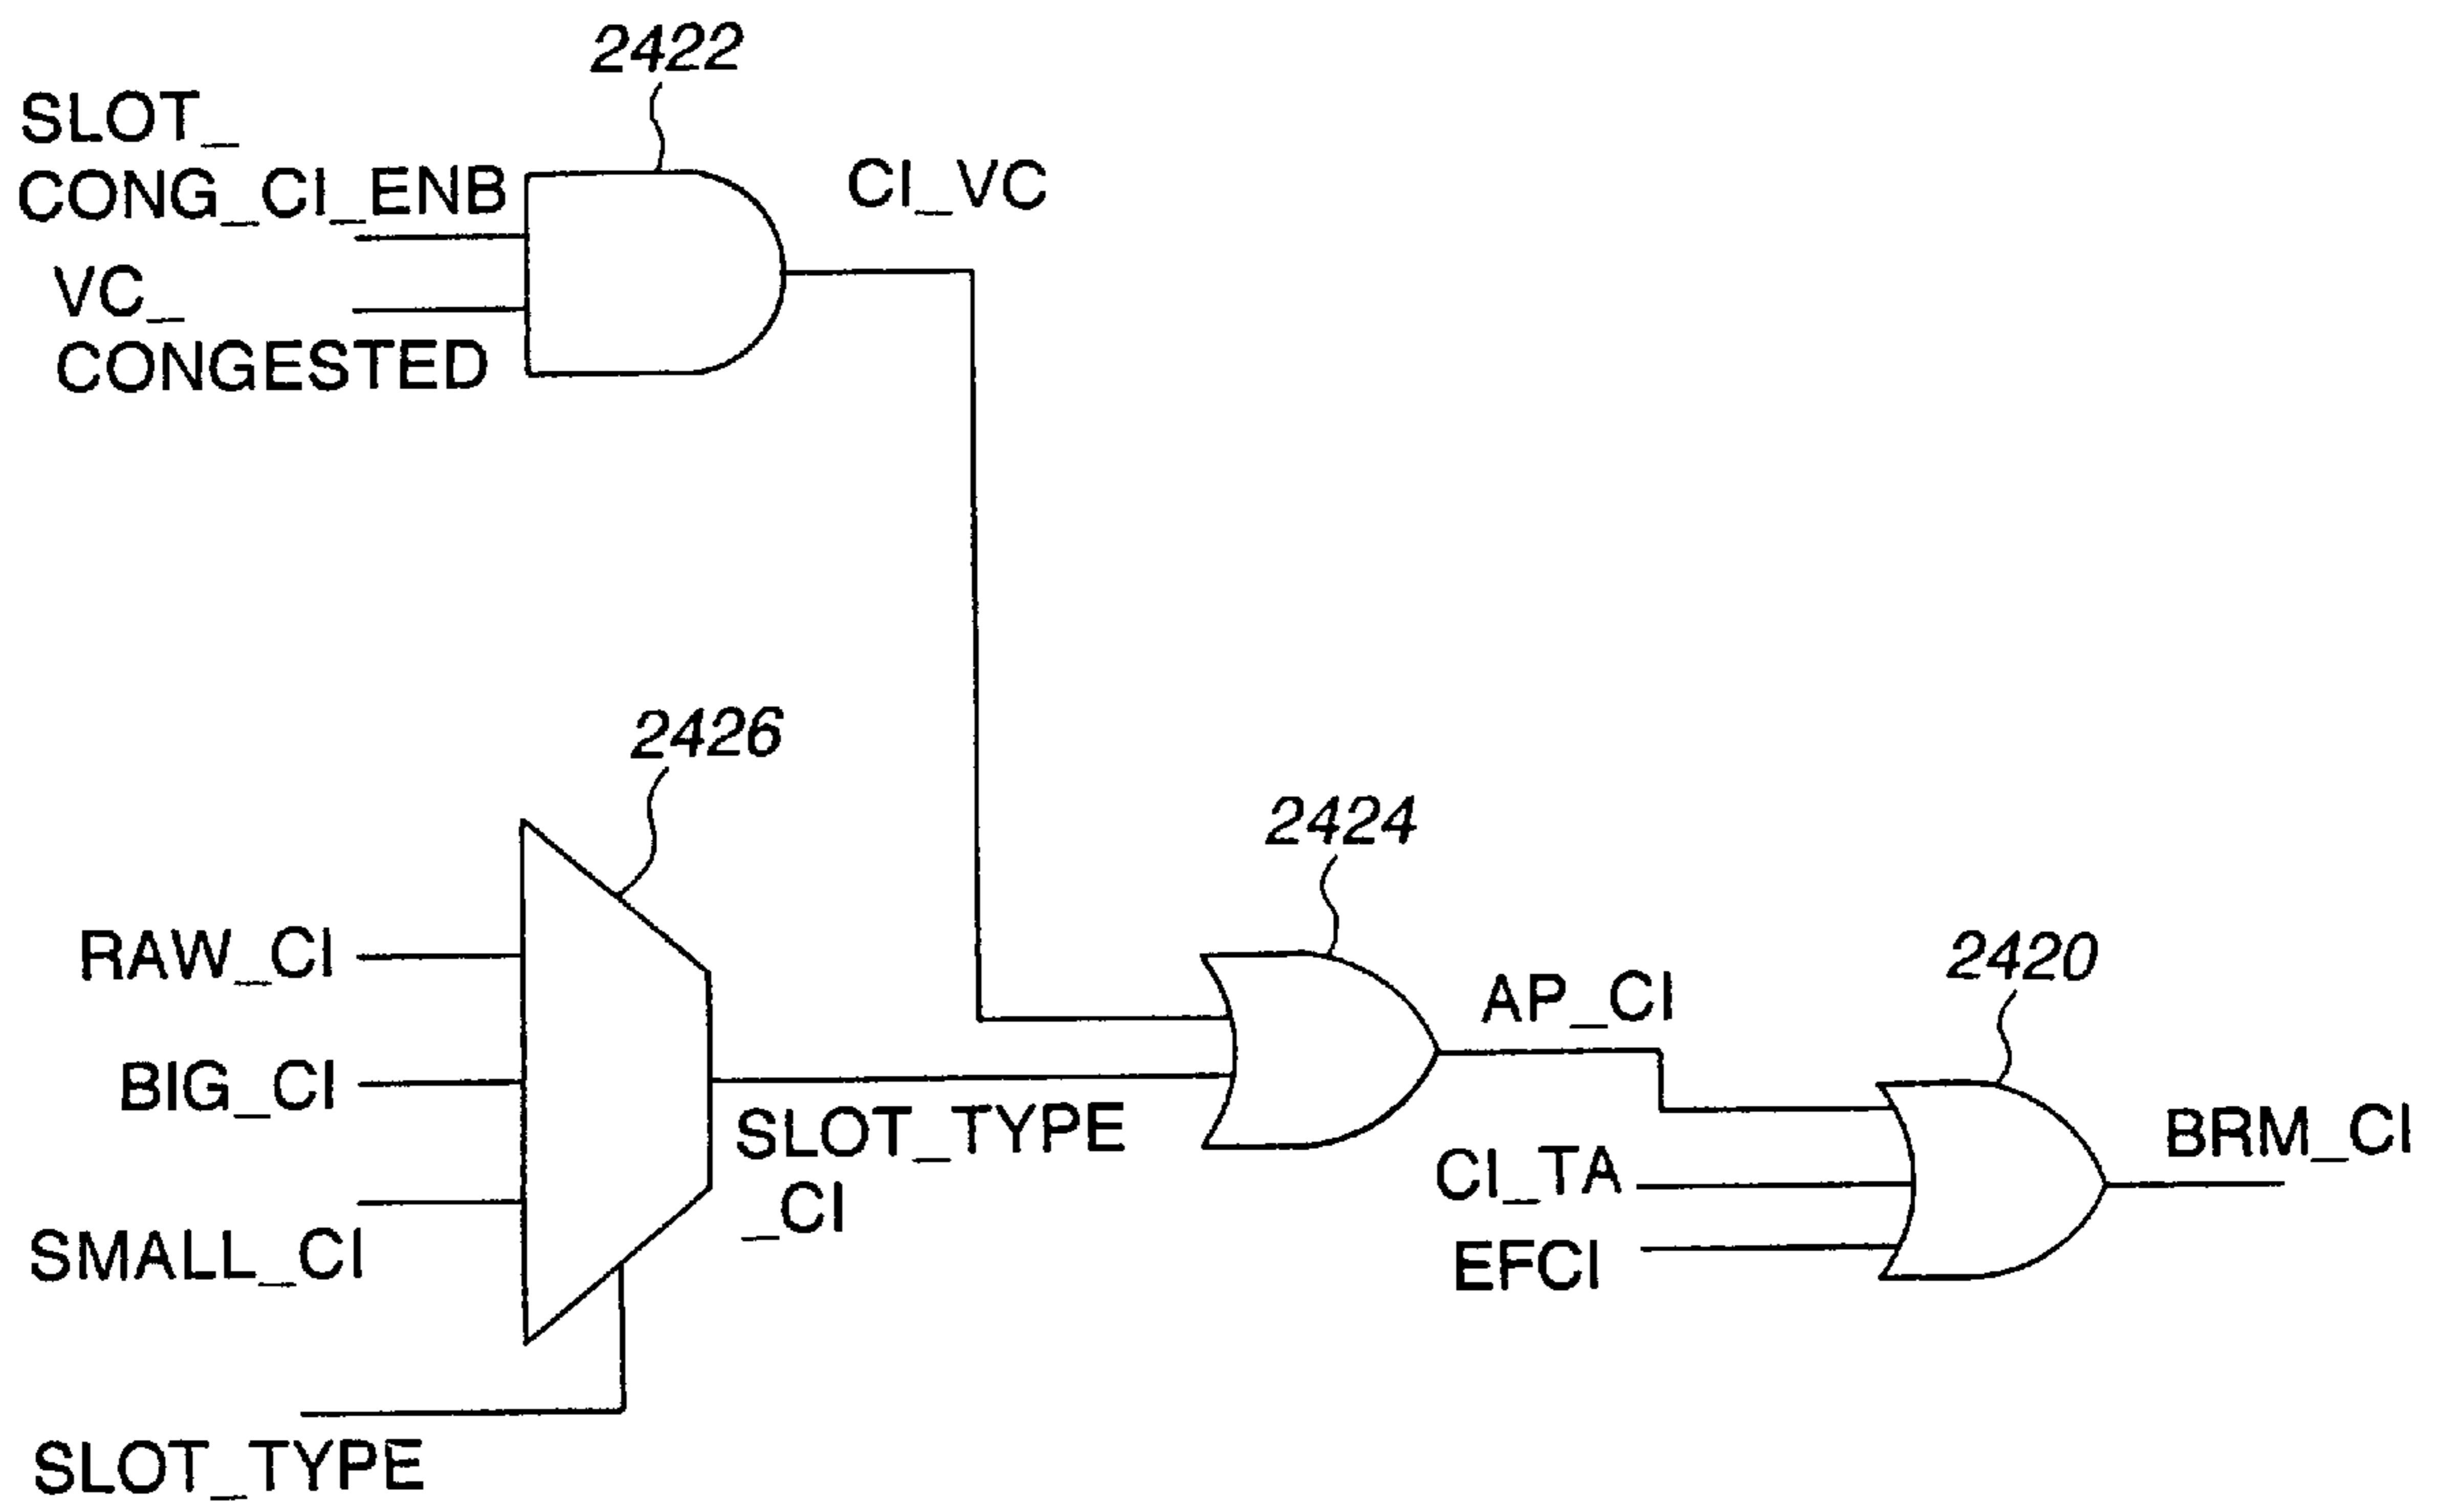 2422
SLOT_
CONG_CI_ENB
CI_VC
VC_
CONGESTED
2426
2424
RAW_CI
AP_CI
2420
BIG_CI
SLOT_TYPE
_CI
CI_TA
BRM_CI
SMALL_CI
EFCI
SLOT_TYPE